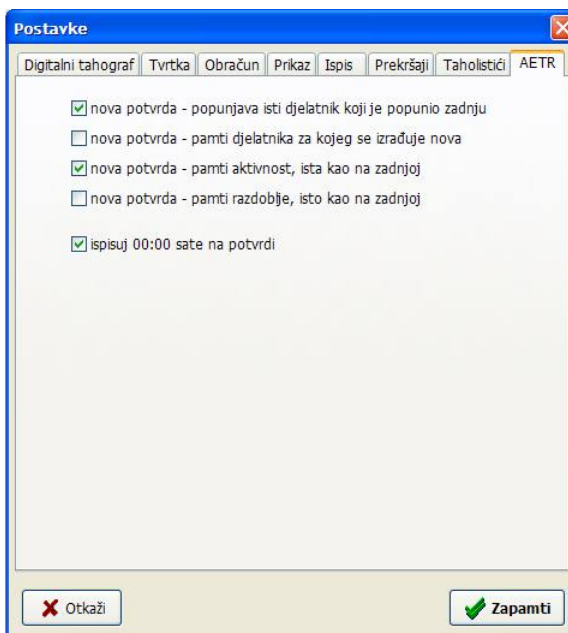 Postavke
Digitalni tahograf Tvrtka Obračun Prikaz Ispis Prekršaji Taholistići AETR
nova potvrda - popunjava isti djelatnik koji je popunio zadnju
nova potvrda - pamti djelatnika za kojeg se izrađuje nova
nova potvrda - pamti aktivnost, ista kao na zadnjoj
nova potvrda - pamti razdoblje, isto kao na zadnjoj
ispisuj 00:00 sate na potvrdi
Otkaži Zapamti